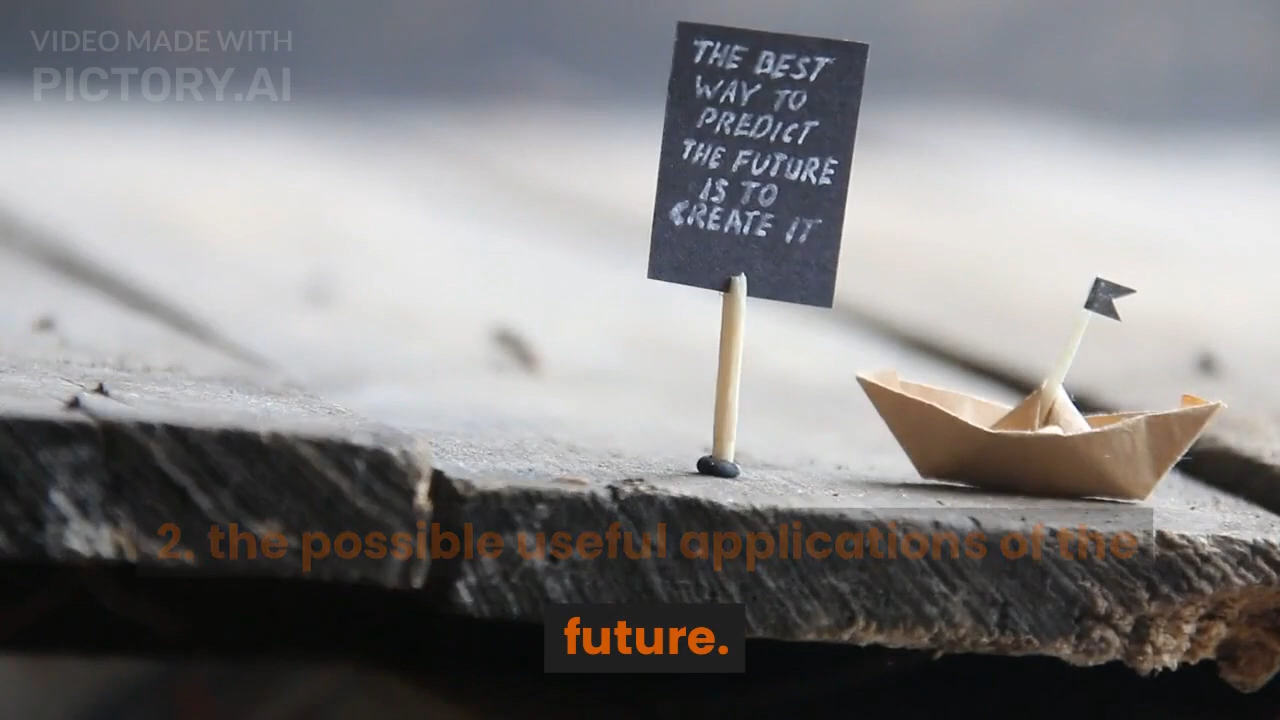 VIDEO MADE WITH
PICTORY.AI
THE BEST
WAY TO
PREDICT
THE FUTURE
IS TO
CREATE IT
2. the possible useful applications of the
future.